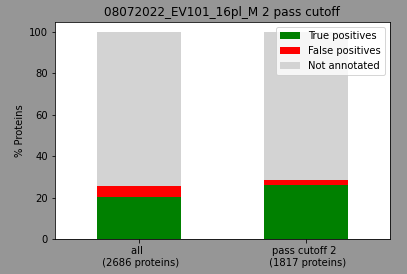 08072022_EV101_16pl_M 2 pass cutoff
True positives
False positives
Not annotated
% Proteins
100
80
60
40
20
0
all
(2686 proteins)
pass cutoff 2
(1817 proteins)